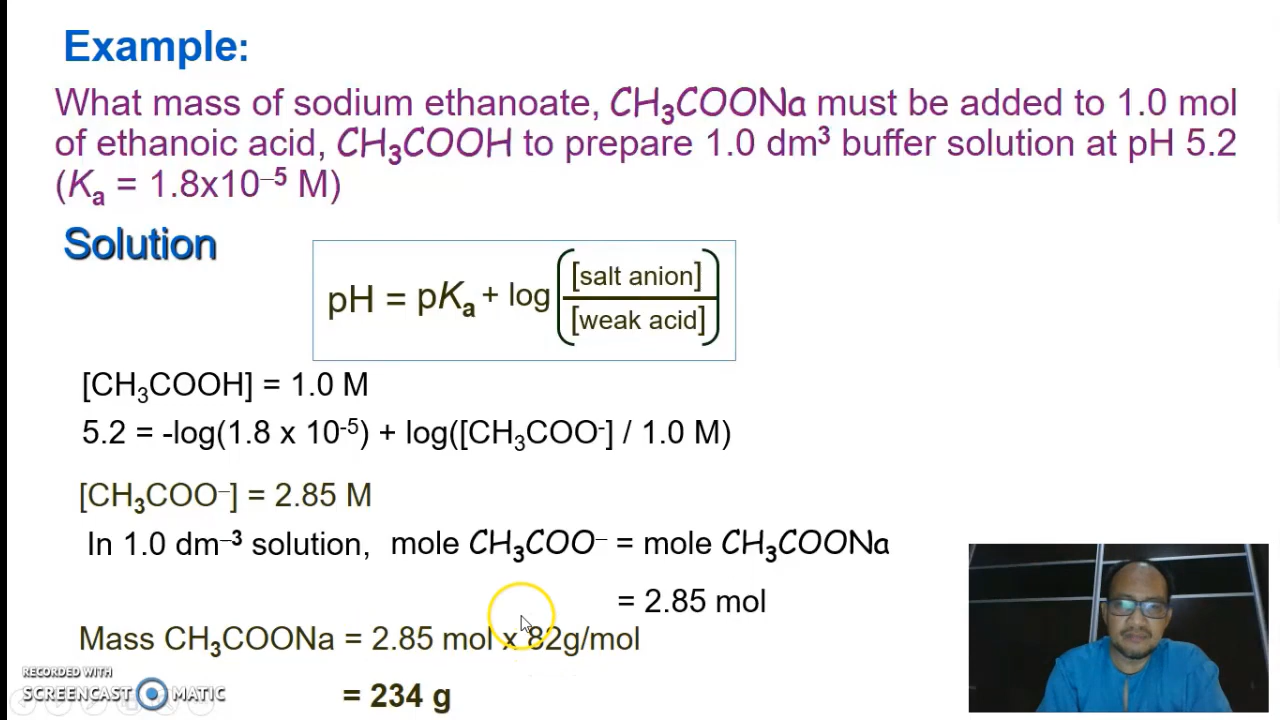 Example:
What mass of sodium ethanoate, CH₃COONa must be added to 1.0 mol
of ethanoic acid, CH₃COOH to prepare 1.0 dm³ buffer solution at pH 5.2
(Kₐ = 1.8x10⁻⁵ M)
Solution
pH = pKₐ + log ([salt anion] / [weak acid])
[CH₃COOH] = 1.0 M
5.2 = -log(1.8 x 10⁻⁵) + log([CH₃COO⁻] / 1.0 M)
[CH₃COO⁻] = 2.85 M
In 1.0 dm⁻³ solution, mole CH₃COO⁻ = mole CH₃COONa
= 2.85 mol
Mass CH₃COONa = 2.85 mol x 82g/mol
= 234 g
RECORDED WITH
SCREENCAST MATIC